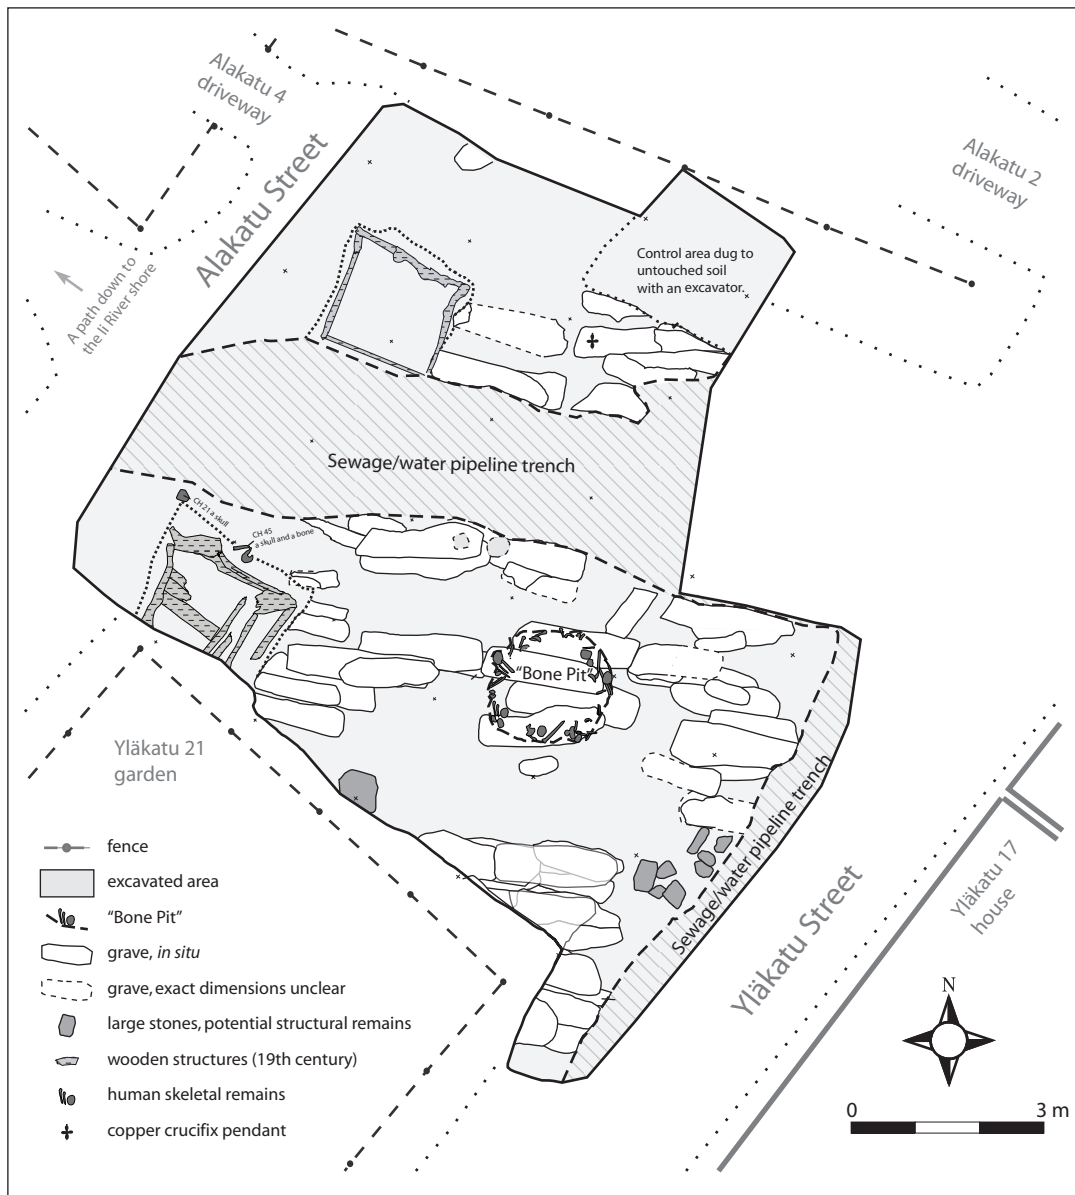 Alakatu 4
driveway
Alakatu Street
Alakatu 2
driveway
A path down to
the Ii River shore
Control area dug to
untouched soil
with an excavator.
Sewage/water pipeline trench
CH 21 a skull
CH 45
a skull and a bone
"Bone Pit"
Yläkatu 21
garden
Sewage/water pipeline trench
Yläkatu Street
Yläkatu 17
house
fence
excavated area
"Bone Pit"
grave, in situ
grave, exact dimensions unclear
large stones, potential structural remains
wooden structures (19th century)
human skeletal remains
copper crucifix pendant
N
0 3 m